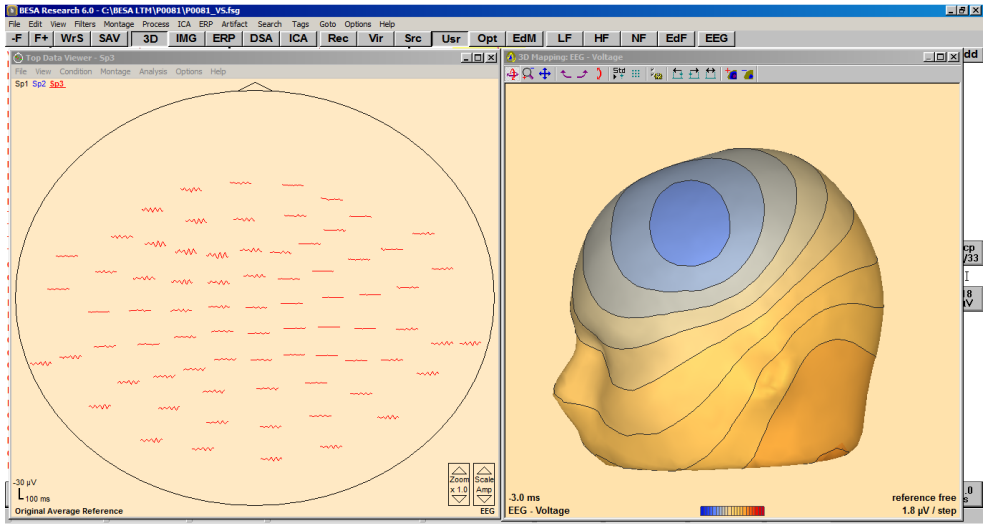 BESA Research 6.0 - C:\BESA LTM\P0081\P0081_VS.fsg
File Edit View Filters Montage Process ICA ERP Artifact Search Tags Goto Options Help
-F F+ WrS SAV 3D IMG ERP DSA ICA Rec Vir Src Usr Opt EdM LF HF NF EdF EEG
Top Data Viewer - Sp3
File View Condition Montage Analysis Options Help
Sp1 Sp2 Sp3
-30 µV
100 ms
Original Average Reference
Zoom
x 1.0
Scale
Amp
EEG
3D Mapping: EEG - Voltage
Std
-3.0 ms
EEG - Voltage
reference free
1.8 µV / step
dd
cp
/33